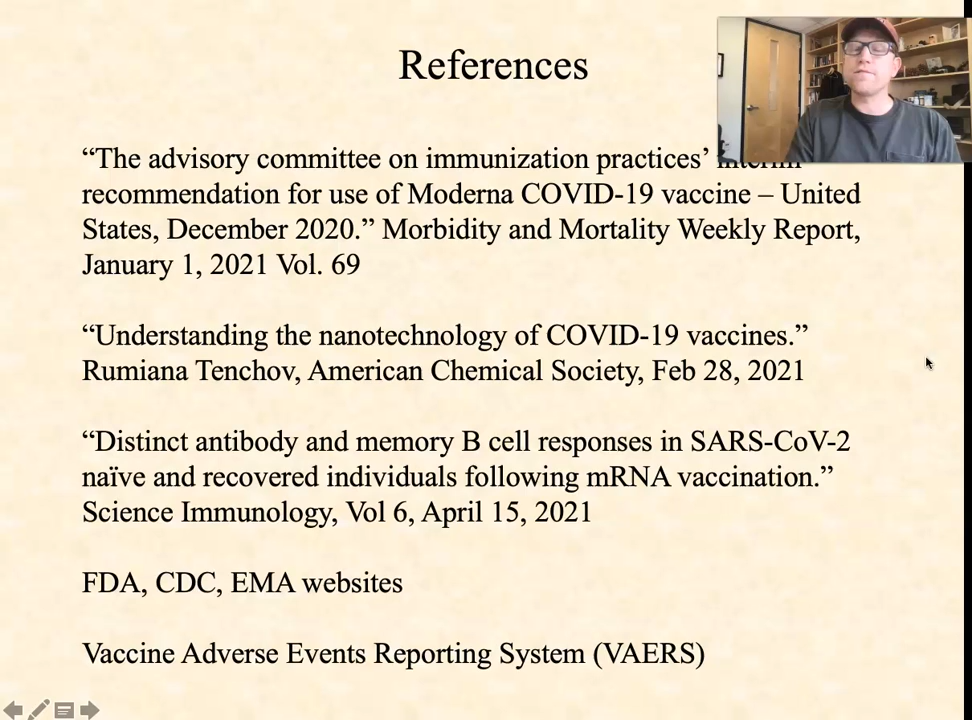 References
“The advisory committee on immunization practices’ interim
recommendation for use of Moderna COVID-19 vaccine – United
States, December 2020.” Morbidity and Mortality Weekly Report,
January 1, 2021 Vol. 69
“Understanding the nanotechnology of COVID-19 vaccines.”
Rumiana Tenchov, American Chemical Society, Feb 28, 2021
“Distinct antibody and memory B cell responses in SARS-CoV-2
naïve and recovered individuals following mRNA vaccination.”
Science Immunology, Vol 6, April 15, 2021
FDA, CDC, EMA websites
Vaccine Adverse Events Reporting System (VAERS)